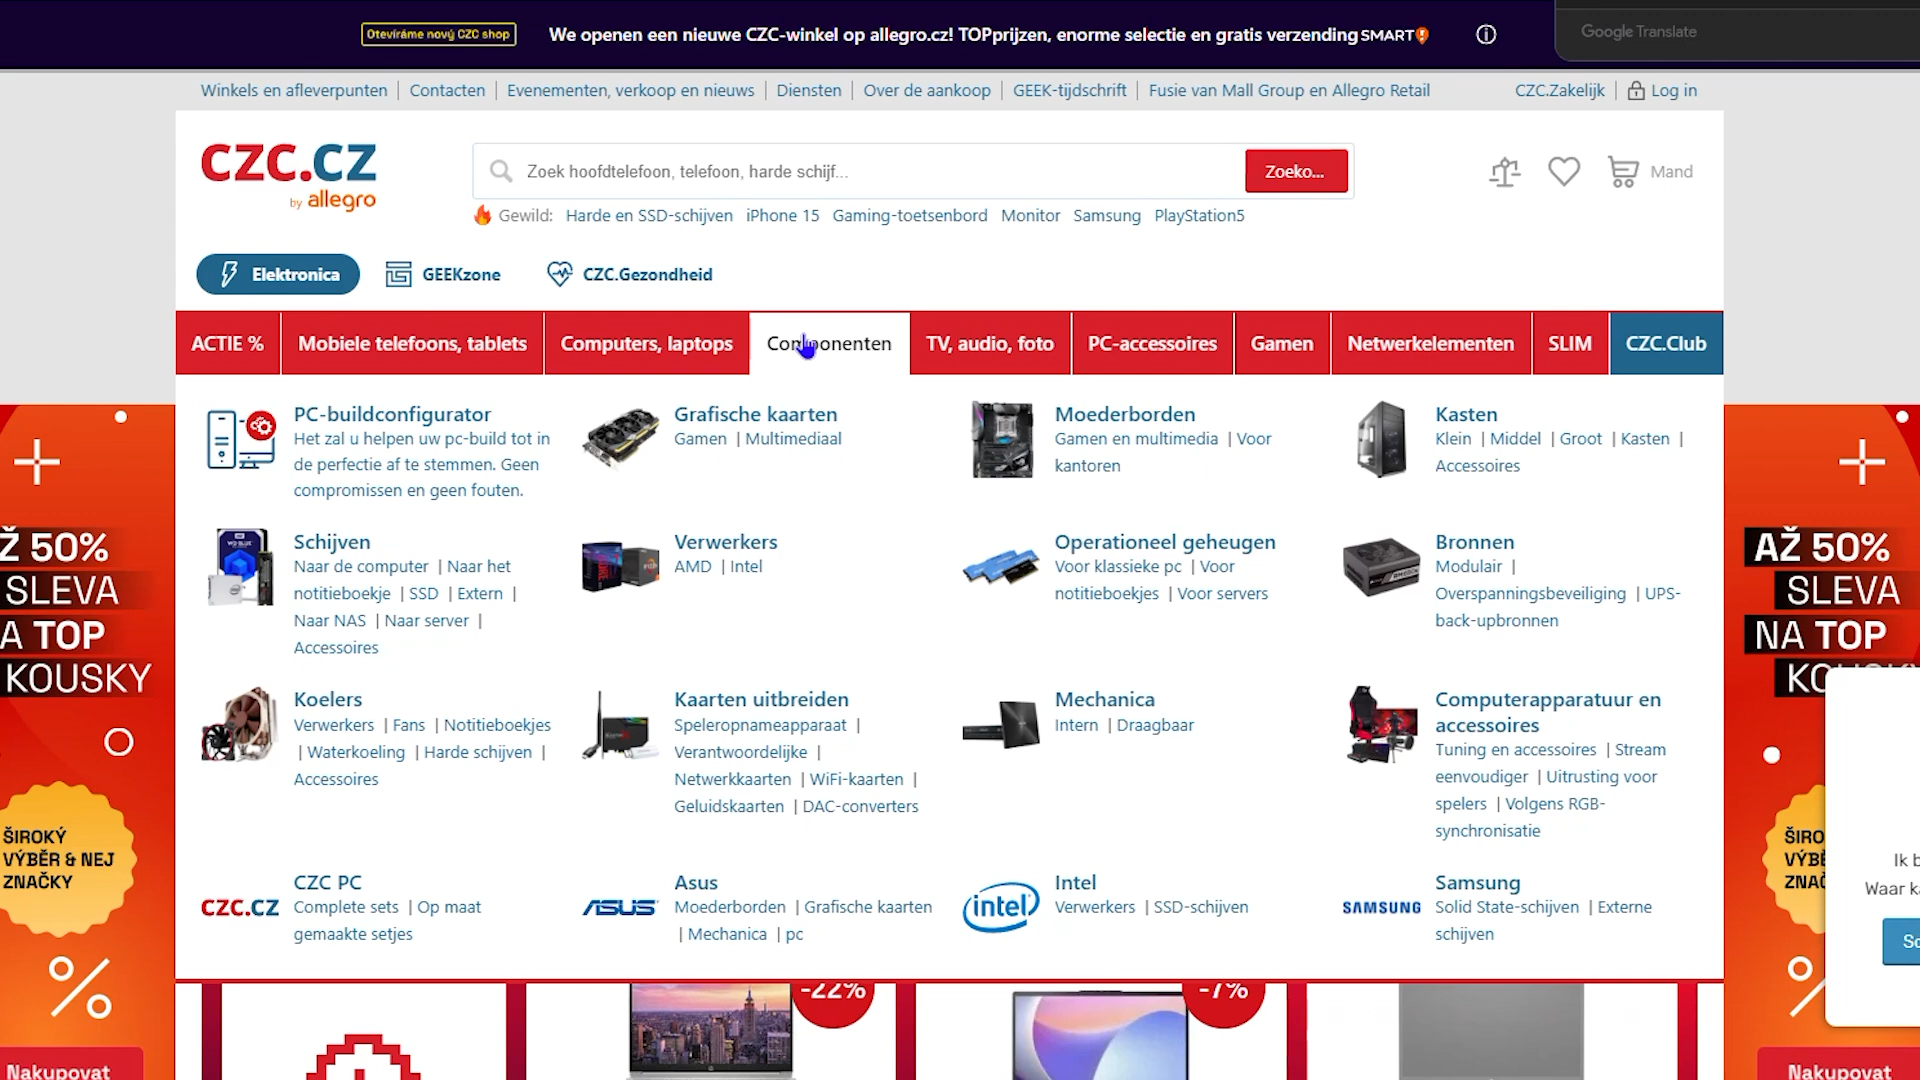 Otevíráme nový CZC shop
We openen een nieuwe CZC-winkel op allegro.cz! TOPprijzen, enorme selectie en gratis verzending SMART!
Google Translate
Winkels en afleverpunten | Contacten | Evenementen, verkoop en nieuws | Diensten | Over de aankoop | GEEK-tijdschrift | Fusie van Mall Group en Allegro Retail
CZC.Zakelijk | Log in
CZC.CZ
by allegro
Zoek hoofdtelefoon, telefoon, harde schijf...
Zoeko...
Mand
Gewild: Harde en SSD-schijven iPhone 15 Gaming-toetsenbord Monitor Samsung PlayStation5
Elektronica
GEEKzone
CZC.Gezondheid
ACTIE %
Mobiele telefoons, tablets
Computers, laptops
Componenten
TV, audio, foto
PC-accessoires
Gamen
Netwerkelementen
SLIM
CZC.Club
PC-buildconfigurator
Het zal u helpen uw pc-build tot in
de perfectie af te stemmen. Geen
compromissen en geen fouten.
Grafische kaarten
Gamen | Multimediaal
Moederborden
Gamen en multimedia | Voor
kantoren
Kasten
Klein | Middel | Groot | Kasten |
Accessoires
Schijven
Naar de computer | Naar het
notitieboekje | SSD | Extern |
Naar NAS | Naar server |
Accessoires
Verwerkers
AMD | Intel
Operationeel geheugen
Voor klassieke pc | Voor
notitieboekjes | Voor servers
Bronnen
Modulair |
Overspanningsbeveiliging | UPS-
back-upbronnen
Koelers
Verwerkers | Fans | Notitieboekjes
| Waterkoeling | Harde schijven |
Accessoires
Kaarten uitbreiden
Speleropnameapparaat |
Verantwoordelijke |
Netwerkkaarten | WiFi-kaarten |
Geluidskaarten | DAC-converters
Mechanica
Intern | Draagbaar
Computerapparatuur en
accessoires
Tuning en accessoires | Stream
eenvoudiger | Uitrusting voor
spelers | Volgens RGB-
synchronisatie
CZC.CZ
CZC PC
Complete sets | Op maat
gemaakte setjes
ASUS
Asus
Moederborden | Grafische kaarten
| Mechanica | pc
intel
Intel
Verwerkers | SSD-schijven
SAMSUNG
Samsung
Solid State-schijven | Externe
schijven
-22%
-7%
Ž 50%
SLEVA
A TOP
KOUSKY
ŠIROKÝ
VÝBĚR & NEJ
ZNAČKY
%
Nakupovat
AŽ 50%
SLEVA
NA TOP
ŠIRO
VÝBĚ
ZNAČ
Nakupovat
Ik b
Waar ka